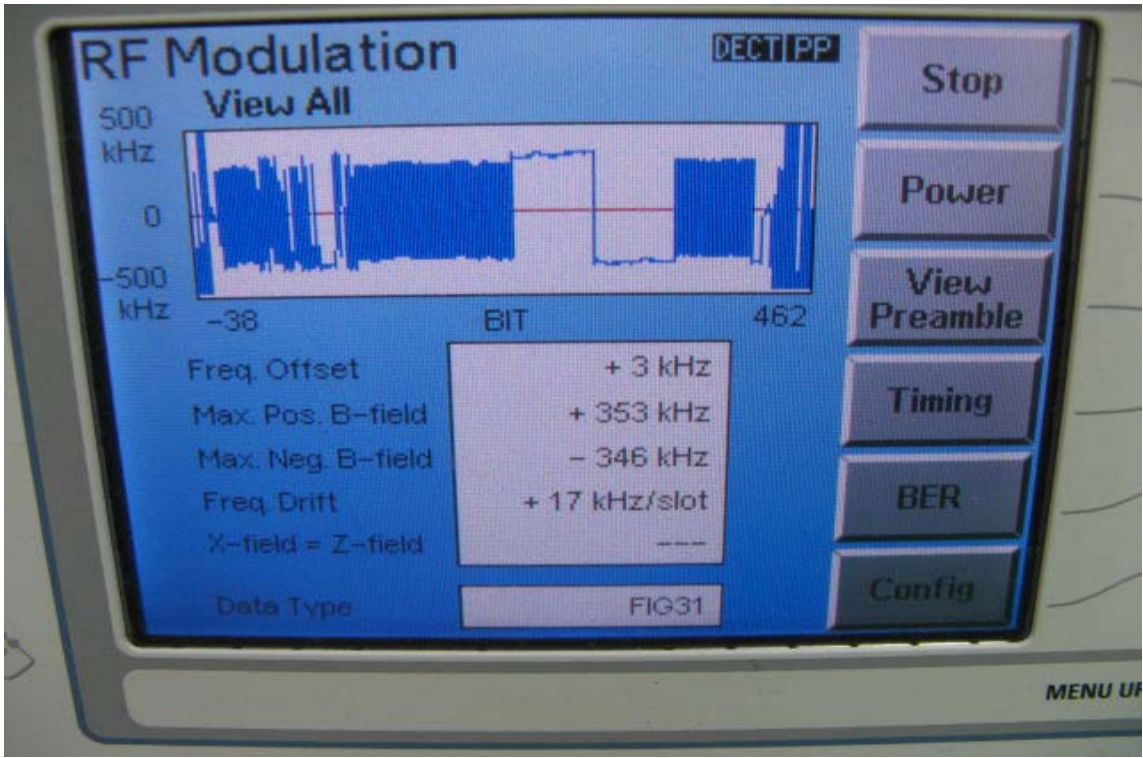 RF Modulation
DECT PP
View All
500
kHz
0
-500
kHz
-38
BIT
462
Freq. Offset
+ 3 kHz
Max. Pos. B-field
+ 353 kHz
Max. Neg. B-field
- 346 kHz
Freq. Drift
+ 17 kHz/slot
X-field = Z-field
---
Data Type
FIG31
Stop
Power
View
Preamble
Timing
BER
Config
MENU UP